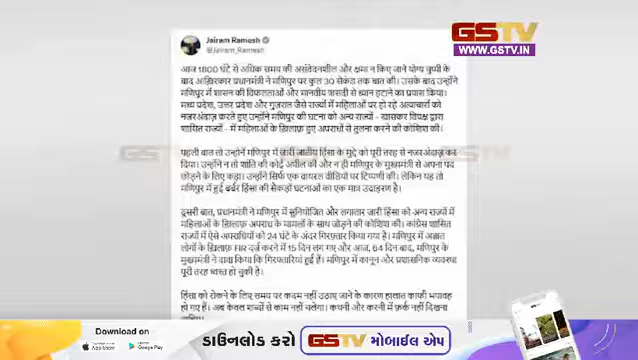 GSTV
WWW.GSTV.IN
Jairam Ramesh
@Jairam_Ramesh
आज 1800 घंटे से अधिक समय की असंवेदनशील और क्षमा न किए जाने योग्य चुप्पी के
बाद आख़िरकार प्रधानमंत्री ने मणिपुर पर कुल 30 सेकंड तक बात की। उसके बाद उन्होंने
मणिपुर में शासन की विफलताओं और मानवीय त्रासदी से ध्यान हटाने का प्रयास किया।
मध्य प्रदेश, उत्तर प्रदेश और गुजरात जैसे राज्यों में महिलाओं पर हो रहे अत्याचारों को
नजरअंदाज़ करते हुए उन्होंने मणिपुर की घटना को अन्य राज्यों - खासकर विपक्ष द्वारा
शासित राज्यों - में महिलाओं के ख़िलाफ़ हुए अपराधों से तुलना करने की कोशिश की।
पहली बात तो उन्होंने मणिपुर में जारी जातीय हिंसा के मुद्दे को पूरी तरह से नजरअंदाज कर
दिया। उन्होंने न तो शांति की कोई अपील की और न ही मणिपुर के मुख्यमंत्री से अपना पद
छोड़ने के लिए कहा। उन्होंने सिर्फ एक वायरल वीडियो पर टिप्पणी की। लेकिन यह तो
मणिपुर में हुई बर्बर हिंसा की सैकड़ों घटनाओं का एक मात्र उदाहरण है।
दूसरी बात, प्रधानमंत्री ने मणिपुर में सुनियोजित और लगातार जारी हिंसा को अन्य राज्यों में
महिलाओं के ख़िलाफ़ अपराध के मामलों के साथ जोड़ने की कोशिश की। कांग्रेस शासित
राज्यों में ऐसे अपराधियों को 24 घंटे के अंदर गिरफ़्तार किया गया है। मणिपुर में अज्ञात
लोगों के ख़िलाफ़ FIR दर्ज करने में 15 दिन लग गए और आज, 64 दिन बाद, मणिपुर के
मुख्यमंत्री ने दावा किया कि गिरफ्तारियां हुई हैं। मणिपुर में कानून और प्रशासनिक व्यवस्था
पूरी तरह ध्वस्त हो चुकी है।
हिंसा को रोकने के लिए समय पर कदम नहीं उठाए जाने के कारण हालात काफी भयावह
हो गए हैं। अब केवल शब्दों से काम नहीं चलेगा। कथनी और करनी में फ़र्क नहीं दिखना
चाहिए।
Download on
App Store
Google Play
ડાઉનલોડ કરો GSTV મોબાઈલ એપ